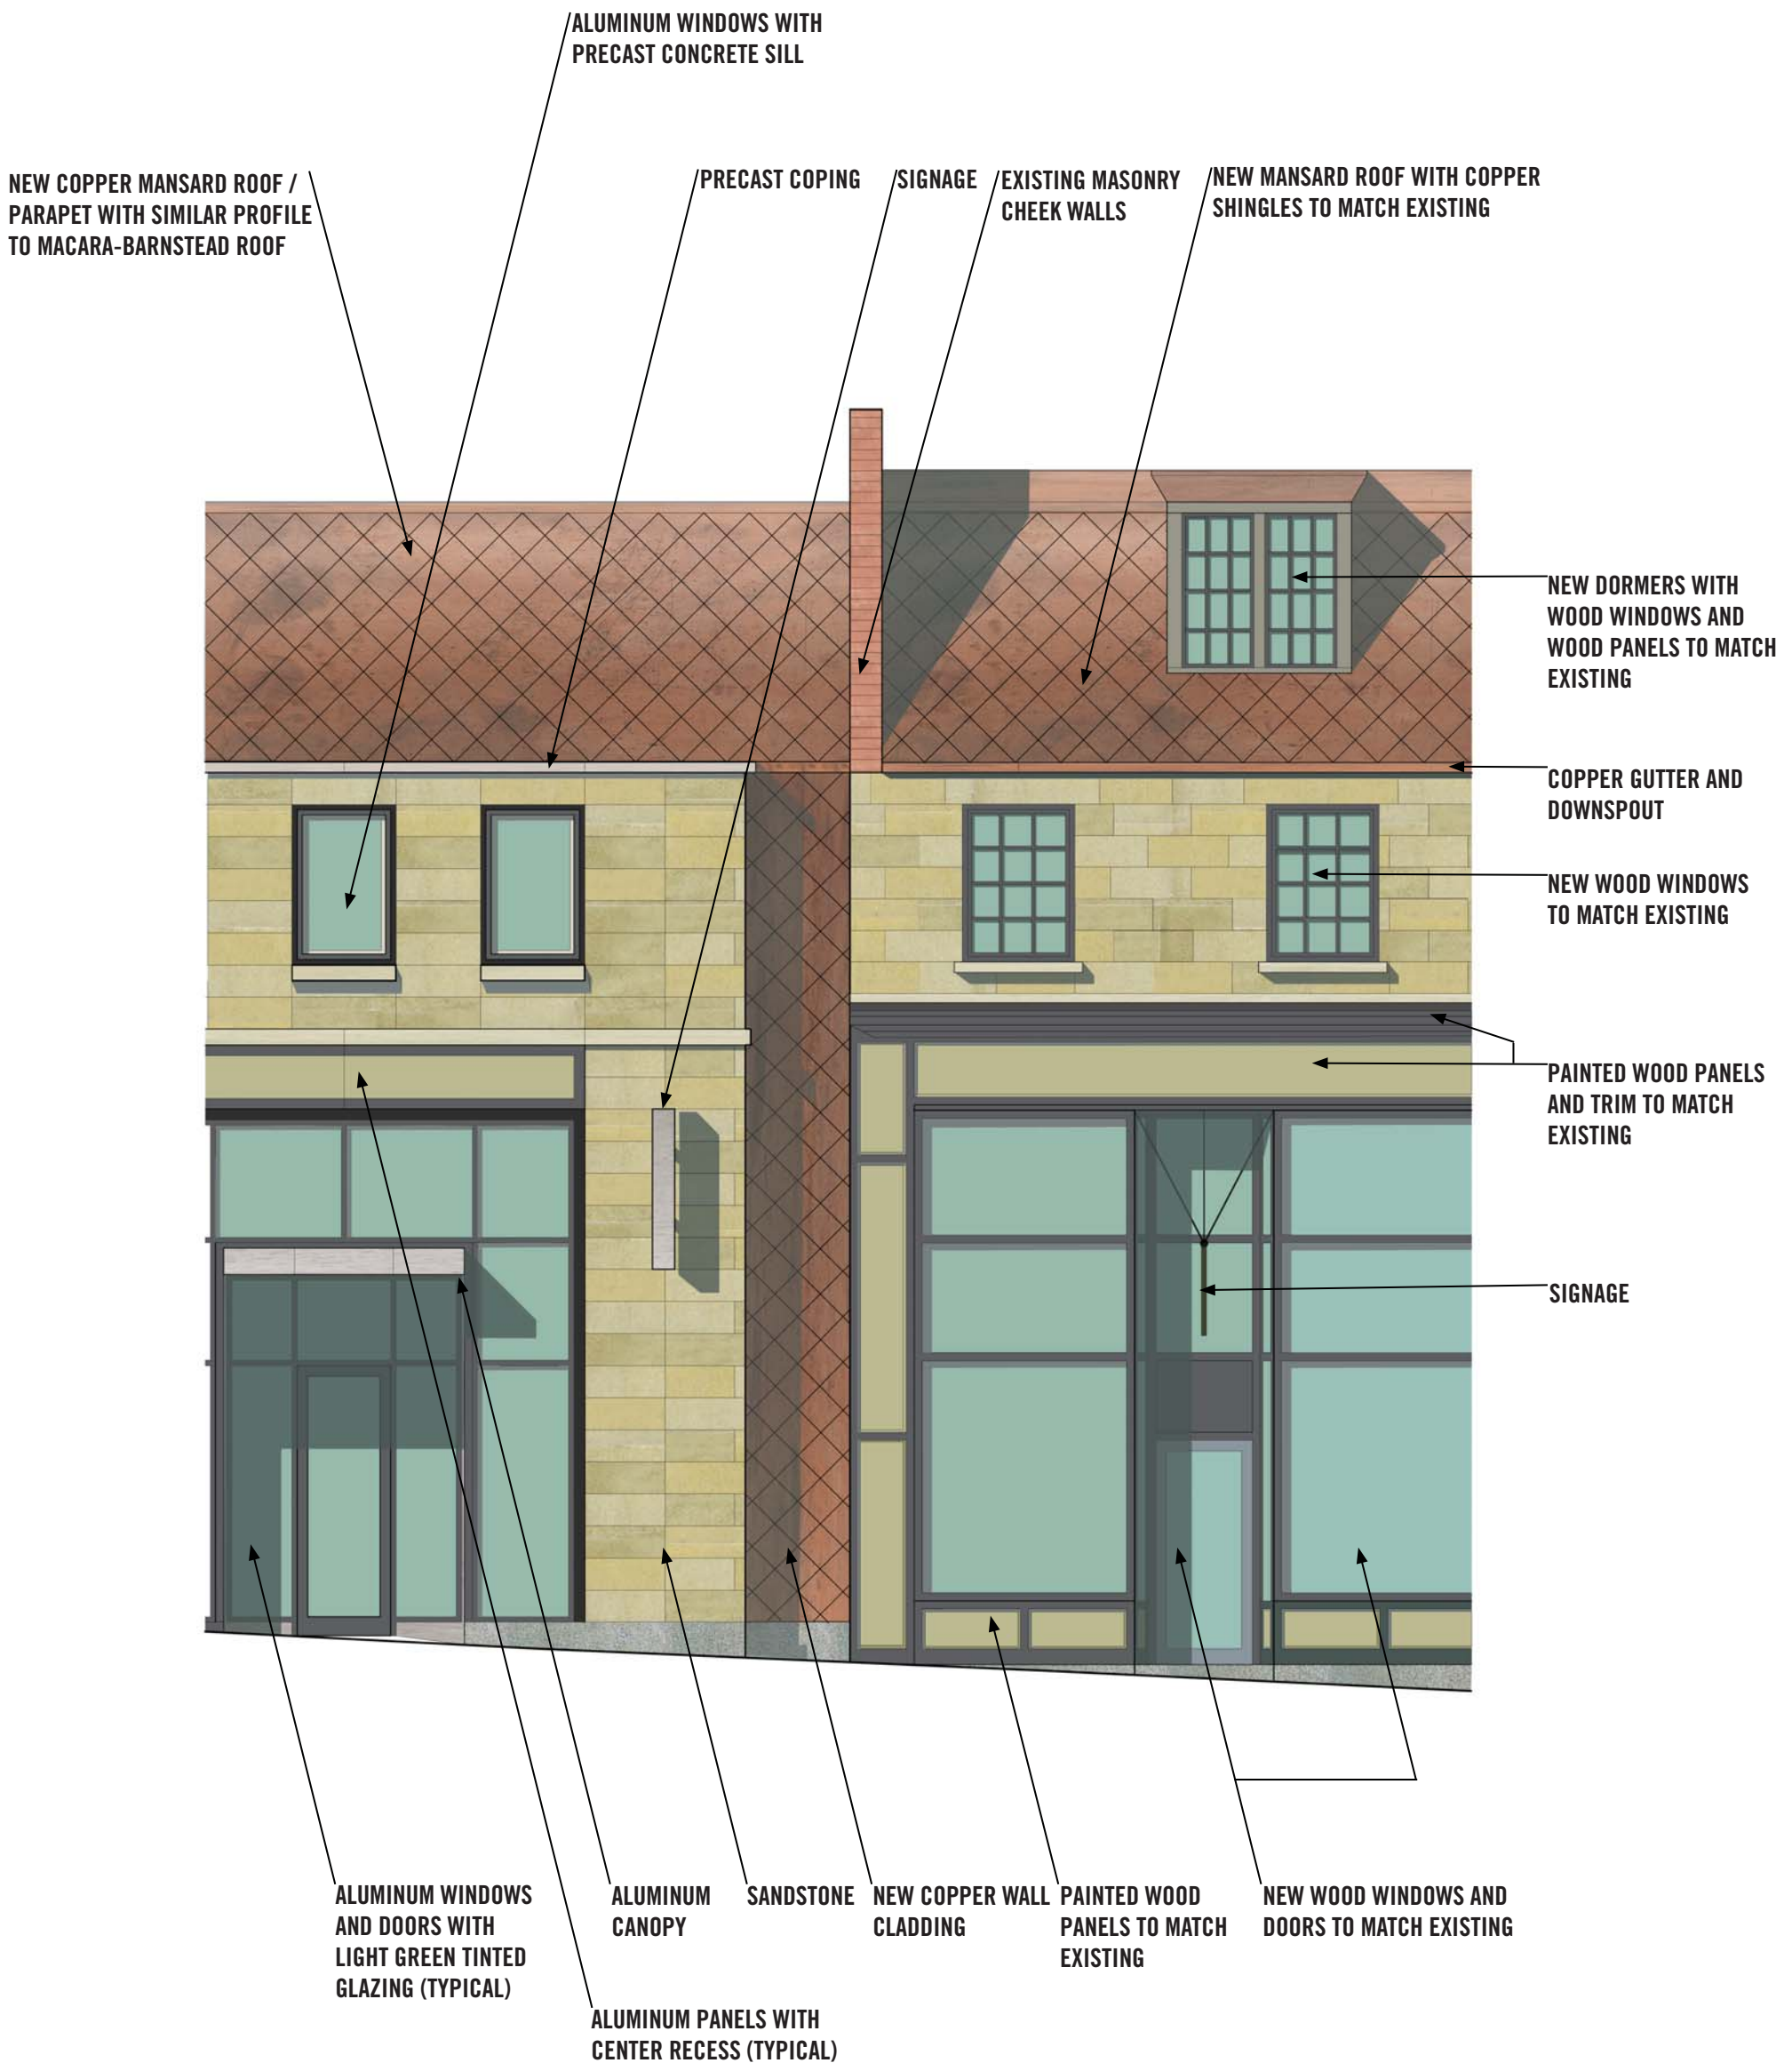 ALUMINUM WINDOWS WITH
PRECAST CONCRETE SILL
NEW COPPER MANSARD ROOF /
PARAPET WITH SIMILAR PROFILE
TO MACARA-BARNSTEAD ROOF
PRECAST COPING
SIGNAGE
EXISTING MASONRY
CHEEK WALLS
NEW MANSARD ROOF WITH COPPER
SHINGLES TO MATCH EXISTING
NEW DORMERS WITH
WOOD WINDOWS AND
WOOD PANELS TO MATCH
EXISTING
COPPER GUTTER AND
DOWNSPOUT
NEW WOOD WINDOWS
TO MATCH EXISTING
PAINTED WOOD PANELS
AND TRIM TO MATCH
EXISTING
SIGNAGE
ALUMINUM WINDOWS
AND DOORS WITH
LIGHT GREEN TINTED
GLAZING (TYPICAL)
ALUMINUM PANELS WITH
CENTER RECESS (TYPICAL)
ALUMINUM
CANOPY
SANDSTONE
NEW COPPER WALL
CLADDING
PAINTED WOOD
PANELS TO MATCH
EXISTING
NEW WOOD WINDOWS AND
DOORS TO MATCH EXISTING